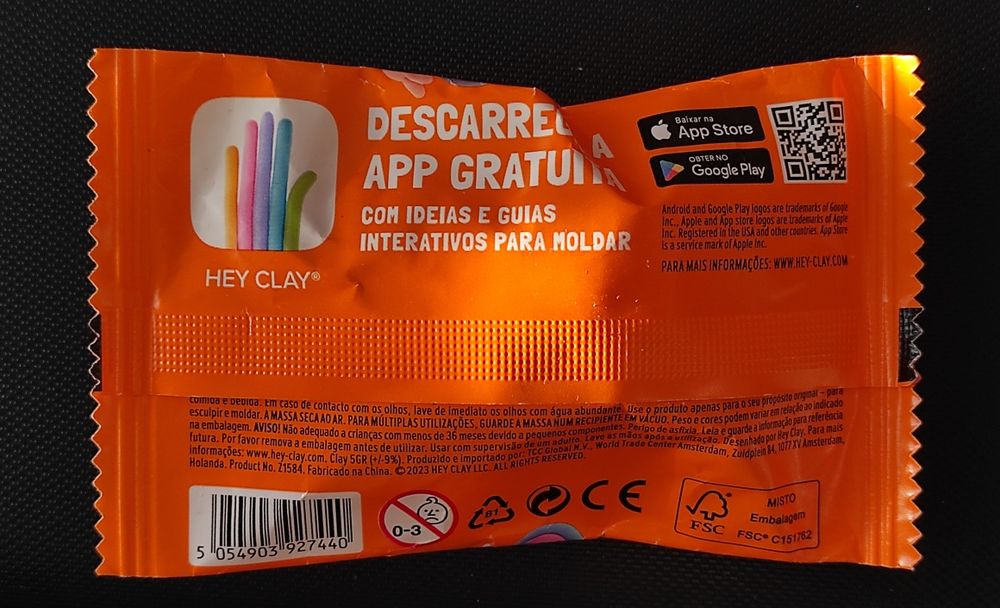 DESCARREG A
APP GRATUITA
COM IDEIAS E GUIAS
INTERATIVOS PARA MOLDAR
HEY CLAY®
Baixar na
App Store
OBTER NO
Google Play
Android and Google Play logos are trademarks of Google
Inc., Apple and App store logos are trademarks of Apple
Inc. Registered in the USA and other countries. App Store
is a service mark of Apple Inc.
PARA MAIS INFORMAÇÕES: WWW.HEY-CLAY.COM
comida e bebida. Em caso de contacto com os olhos, lave de imediato os olhos com água abundante. Use o produto apenas para o seu propósito original – para
esculpir e moldar. A MASSA SECA AO AR. PARA MÚLTIPLAS UTILIZAÇÕES, GUARDE A MASSA NUM RECIPIENTE EM VÁCUO. Peso e cores podem variar em relação ao indicado
na embalagem. AVISO! Não adequado a crianças com menos de 36 meses devido a pequenos componentes. Perigo de asfixia. Leia e guarde a informação para referência
futura. Por favor remova a embalagem antes de utilizar. Usar com supervisão de um adulto. Lave as mãos após a utilização. Desenhado por Hey Clay. Para mais
informações: www.hey-clay.com. Clay 5GR (+/-9%). Produzido e importado por: TCC Global N.V., World Trade Center Amsterdam, Zuidplein 84, 1077 XV Amsterdam,
Holanda. Product No. Z1584. Fabricado na China. ©2023 HEY CLAY LLC. ALL RIGHTS RESERVED.
5 054903 927440
0-3
81
CE
FSC
MISTO
Embalagem
FSC® C151762